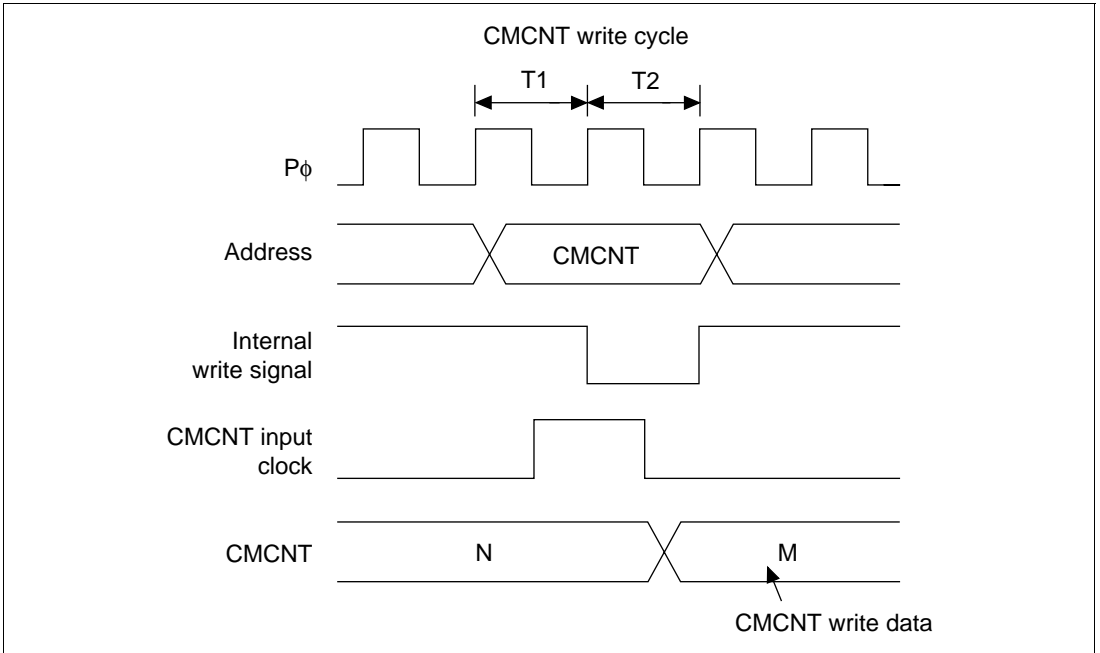 CMCNT write cycle
T1 T2
Pϕ
Address
CMCNT
Internal
write signal
CMCNT input
clock
CMCNT
N
M
CMCNT write data